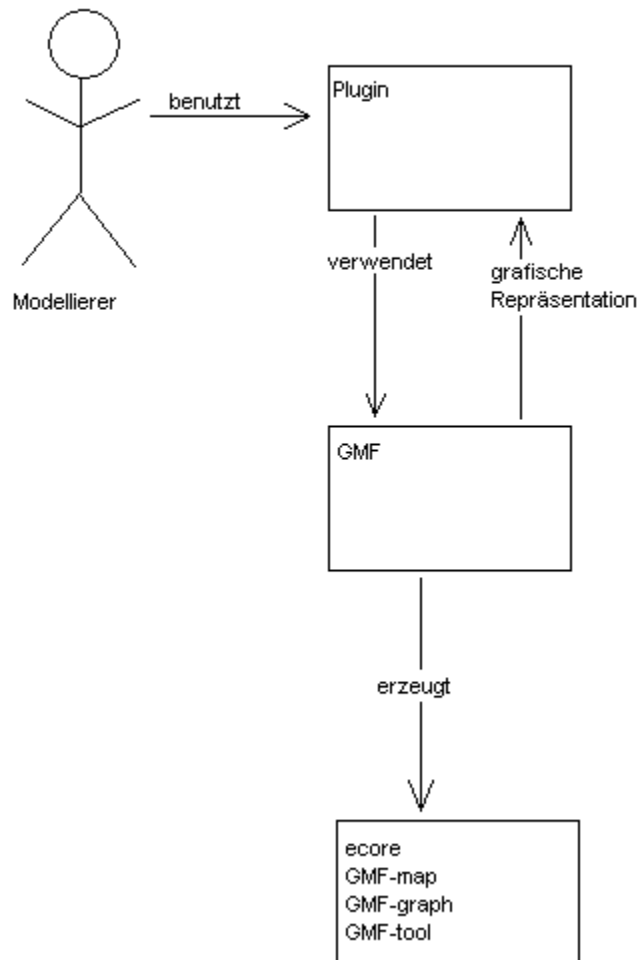 benutzt
Plugin
verwendet
grafische
Repräsentation
Modellierer
GMF
erzeugt
ecore
GMF-map
GMF-graph
GMF-tool